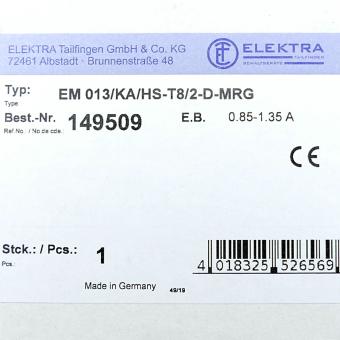 ELEKTRA Tailfingen GmbH & Co. KG
72461 Albstadt · Brunnenstraße 48
ELEKTRA
TAILFINGEN
SCHALTGERÄTE
Typ: EM 013/KA/HS-T8/2-D-MRG
Type
Best.-Nr. 149509 E.B. 0.85-1.35 A
Ref.No / No de cde.
CE
Stck.: / Pcs.: 1
Pcs.:
4 018325 526569
Made in Germany 49/19